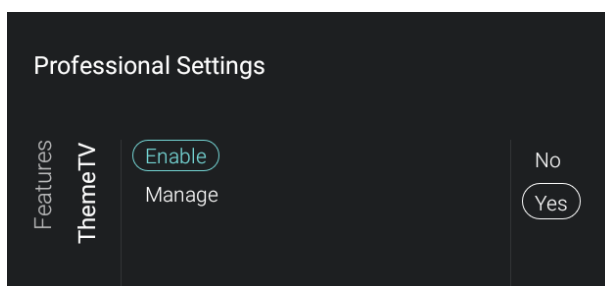 Professional Settings
Features
ThemeTV
Enable
Manage
No
Yes